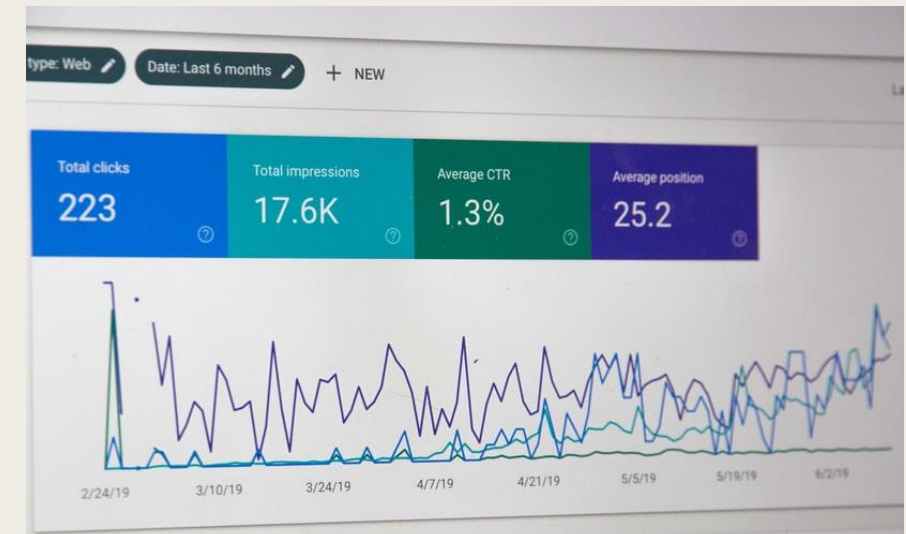 type: Web
Date: Last 6 months
+ NEW
Total clicks
223
Total impressions
17.6K
Average CTR
1.3%
Average position
25.2
2/24/19
3/10/19
3/24/19
4/7/19
4/21/19
5/5/19
5/19/19
6/2/19